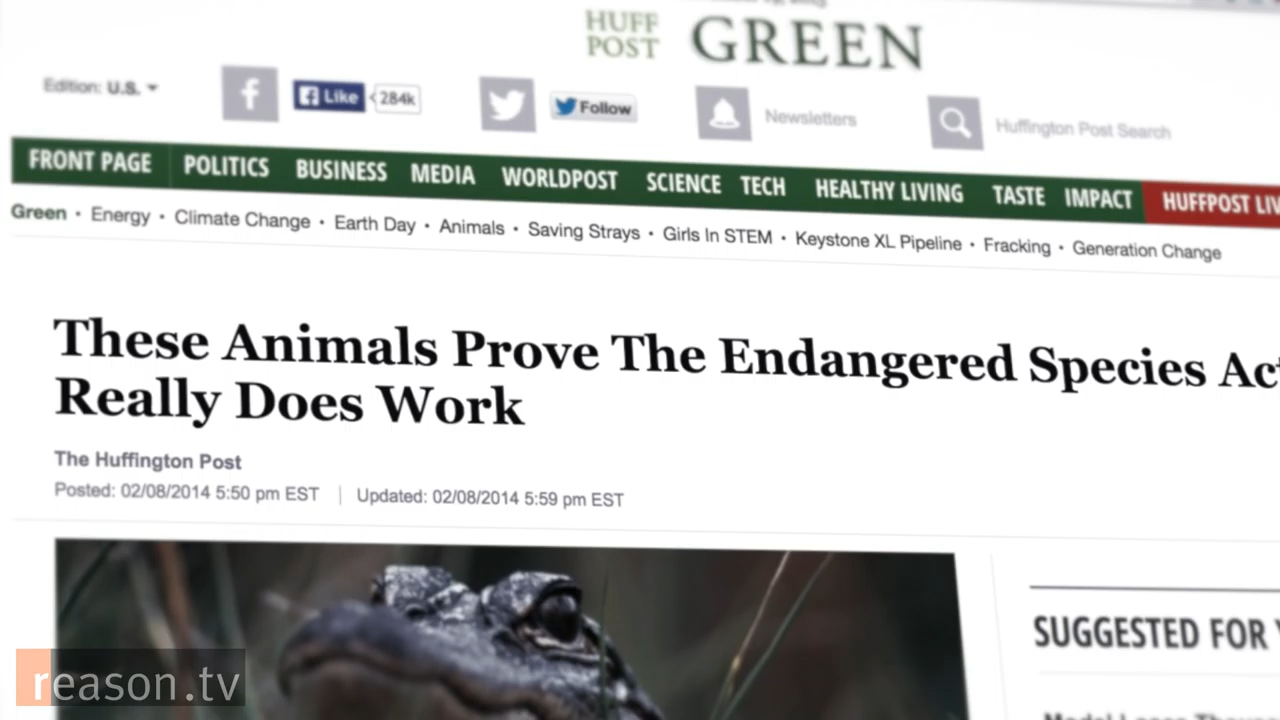 HUFF
POST
GREEN
Edition: U.S.
Like
284k
Follow
Newsletters
Huffington Post Search
FRONT PAGE POLITICS BUSINESS MEDIA WORLDPOST SCIENCE TECH HEALTHY LIVING TASTE IMPACT HUFFPOST LIV
Green • Energy • Climate Change • Earth Day • Animals • Saving Strays • Girls In STEM • Keystone XL Pipeline • Fracking • Generation Change
These Animals Prove The Endangered Species Act
Really Does Work
The Huffington Post
Posted: 02/08/2014 5:50 pm EST | Updated: 02/08/2014 5:59 pm EST
SUGGESTED FOR Y
reason.tv